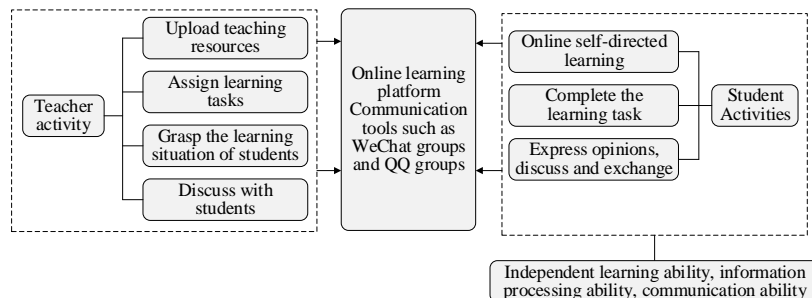 Upload teaching
resources
Assign learning
tasks
Teacher
activity
Grasp the learning
situation of students
Discuss with
students
Online learning
platform
Communication
tools such as
WeChat groups
and QQ groups
Online self-directed
learning
Complete the
learning task
Student
Activities
Express opinions,
discuss and exchange
Independent learning ability, information
processing ability, communication ability